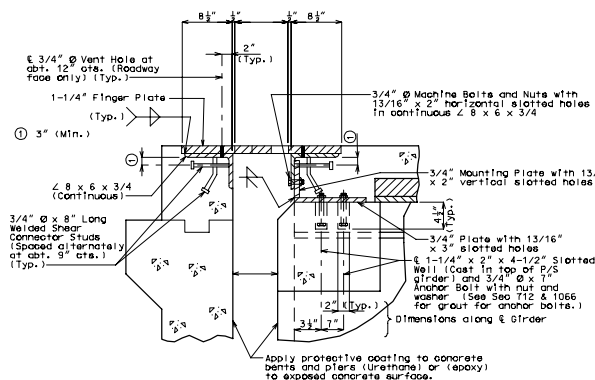 8 ½"
½"
½"
8 ½"
2"
(Typ.)
℄ 3/4" Ø Vent Hole at
abt. 12" cts. (Roadway
face only) (Typ.)
1-1/4" Finger Plate
(Typ.)
① 3" (Min.)
①
①
∠ 8 x 6 x 3/4
(Continuous)
3/4" Ø x 8" Long
Welded Shear
Connector Studs
(Spaced alternately
at abt. 9" cts.)
(Typ.)
3/4" Ø Machine Bolts and Nuts with
13/16" x 2" horizontal slotted holes
in continuous ∠ 8 x 6 x 3/4
3/4" Mounting Plate with 13.
x 2" vertical slotted holes
4½"
(Typ.)
3/4" Plate with 13/16"
x 3" slotted holes
℄ 1-1/4" x 2" x 4-1/2" Slotted
Well (Cast in top of P/S
girder) and 3/4" Ø x 7"
Anchor Bolt with nut and
washer (See Sec 712 & 1066
for grout for anchor bolts.)
2" (Typ.)
3½" 7"
Dimensions along ℄ Girder
Apply protective coating to concrete
bents and piers (Urethane) or (epoxy)
to exposed concrete surface.